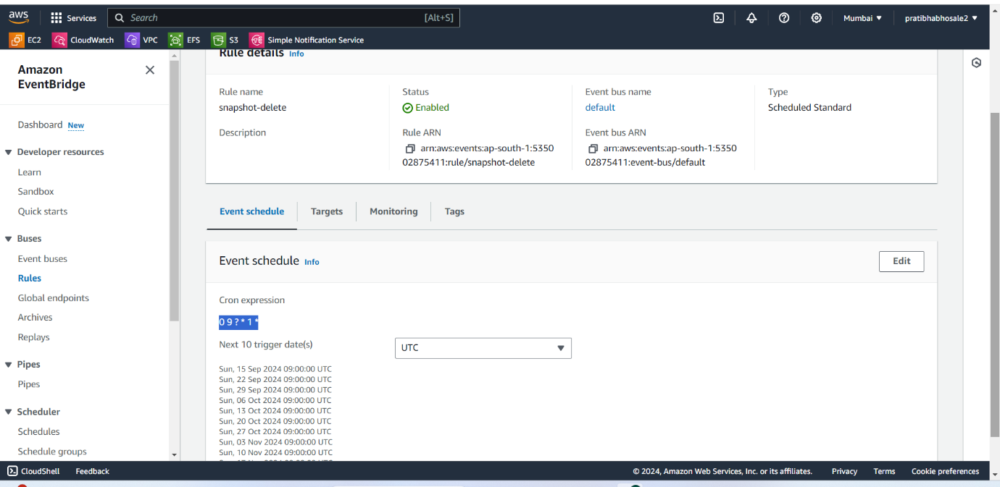 aws
Services
Search
[Alt+S]
Mumbai ▼
pratibhabhosale2 ▼
EC2
CloudWatch
VPC
EFS
S3
Simple Notification Service
Amazon
EventBridge
Dashboard New
Developer resources
Learn
Sandbox
Quick starts
Buses
Event buses
Rules
Global endpoints
Archives
Replays
Pipes
Pipes
Scheduler
Schedules
Schedule groups
Rule details Info
Rule name
snapshot-delete
Description
Status
Enabled
Rule ARN
arn:aws:events:ap-south-1:5350
02875411:rule/snapshot-delete
Event bus name
default
Event bus ARN
arn:aws:events:ap-south-1:5350
02875411:event-bus/default
Type
Scheduled Standard
Event schedule
Targets
Monitoring
Tags
Event schedule Info
Edit
Cron expression
0 9 ? * 1 *
Next 10 trigger date(s)
UTC
Sun, 15 Sep 2024 09:00:00 UTC
Sun, 22 Sep 2024 09:00:00 UTC
Sun, 29 Sep 2024 09:00:00 UTC
Sun, 06 Oct 2024 09:00:00 UTC
Sun, 13 Oct 2024 09:00:00 UTC
Sun, 20 Oct 2024 09:00:00 UTC
Sun, 27 Oct 2024 09:00:00 UTC
Sun, 03 Nov 2024 09:00:00 UTC
Sun, 10 Nov 2024 09:00:00 UTC
CloudShell
Feedback
© 2024, Amazon Web Services, Inc. or its affiliates.
Privacy
Terms
Cookie preferences